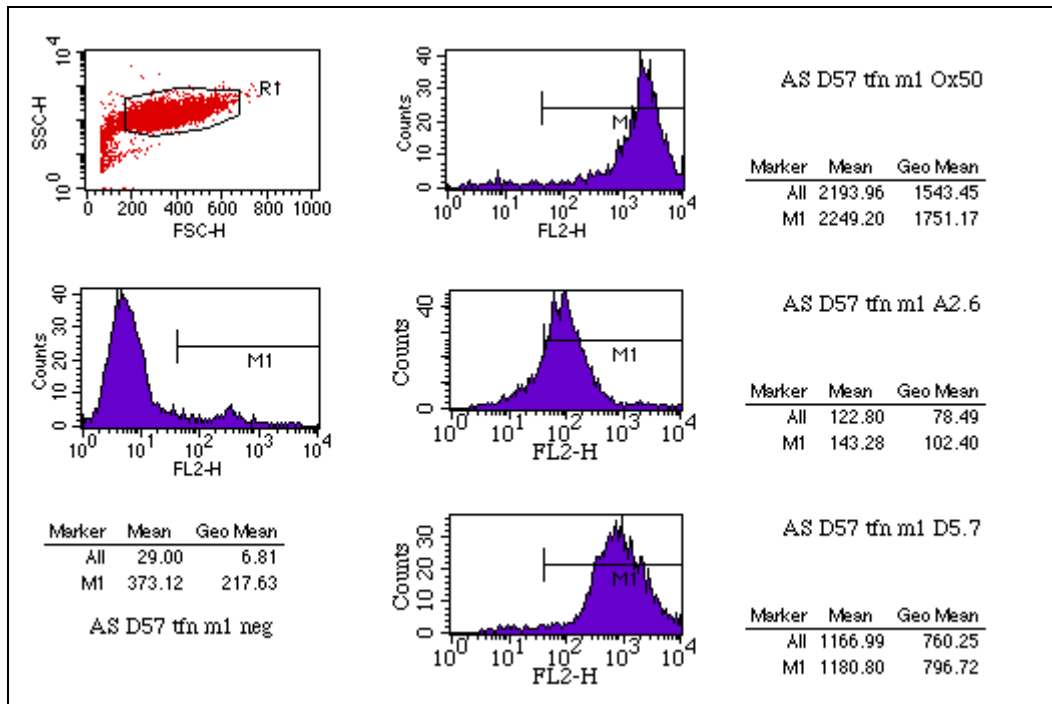 10^4
SSC-H
10^0
R1
0 200 400 600 800 1000
FSC-H
40
30
20
10
0
Counts
M
10^0 10^1 10^2 10^3 10^4
FL2-H
AS D57 tfn m1 Ox50
Marker Mean Geo Mean
All 2193.96 1543.45
M1 2249.20 1751.17
40
30
20
10
0
Counts
M1
10^0 10^1 10^2 10^3 10^4
FL2-H
Marker Mean Geo Mean
All 29.00 6.81
M1 373.12 217.63
AS D57 tfn m1 neg
40
20
0
Counts
M1
10^0 10^1 10^2 10^3 10^4
FL2-H
AS D57 tfn m1 A2.6
Marker Mean Geo Mean
All 122.80 78.49
M1 143.28 102.40
30
20
10
0
Counts
M1
10^0 10^1 10^2 10^3 10^4
FL2-H
AS D57 tfn m1 D5.7
Marker Mean Geo Mean
All 1166.99 760.25
M1 1180.80 796.72